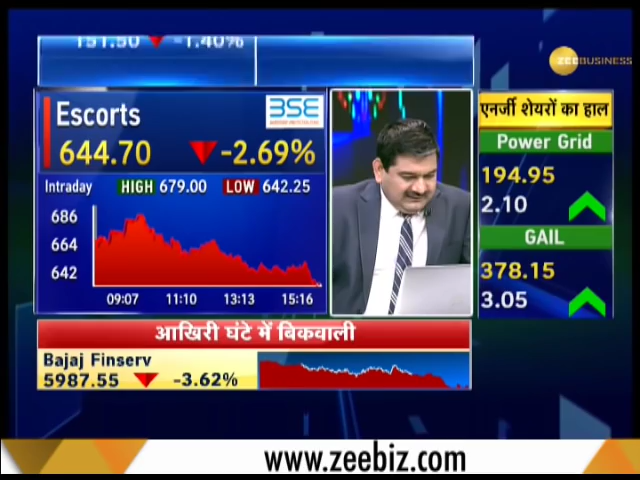 151.50 -1.40%
ZEEBUSINESS
Escorts
BSE
644.70 -2.69%
Intraday HIGH 679.00 LOW 642.25
686
664
642
09:07 11:10 13:13 15:16
एनर्जी शेयरों का हाल
Power Grid
194.95
2.10
GAIL
378.15
3.05
आखिरी घंटे में बिकवाली
Bajaj Finserv
5987.55 -3.62%
www.zeebiz.com